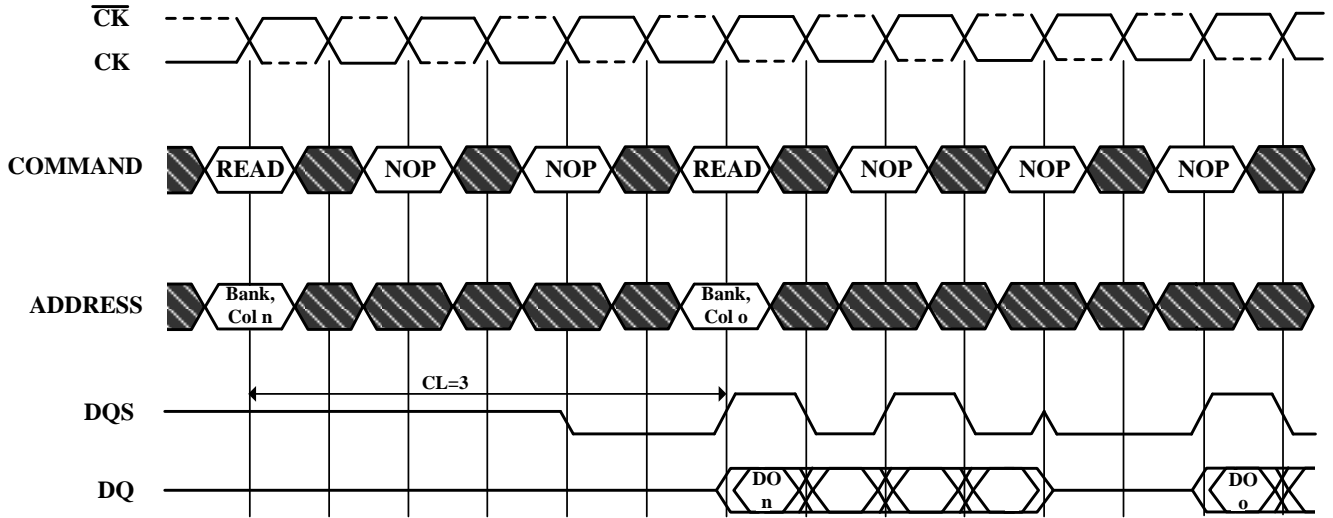 CK
CK
COMMAND READ NOP NOP READ NOP NOP NOP
ADDRESS Bank, Col n Bank, Col o
CL=3
DQS
DQ DO n DO o